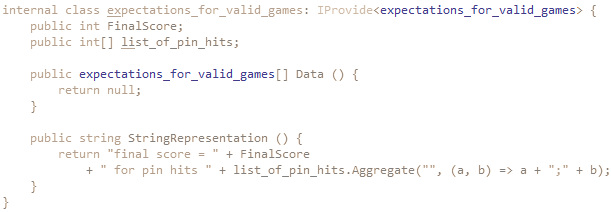 internal class expectations_for_valid_games: IProvide<expectations_for_valid_games> {
    public int FinalScore;
    public int[] list_of_pin_hits;

    public expectations_for_valid_games[] Data () {
        return null;
    }

    public string StringRepresentation () {
        return "final score = " + FinalScore
            + " for pin hits " + list_of_pin_hits.Aggregate("", (a, b) => a + ";" + b);
    }
}